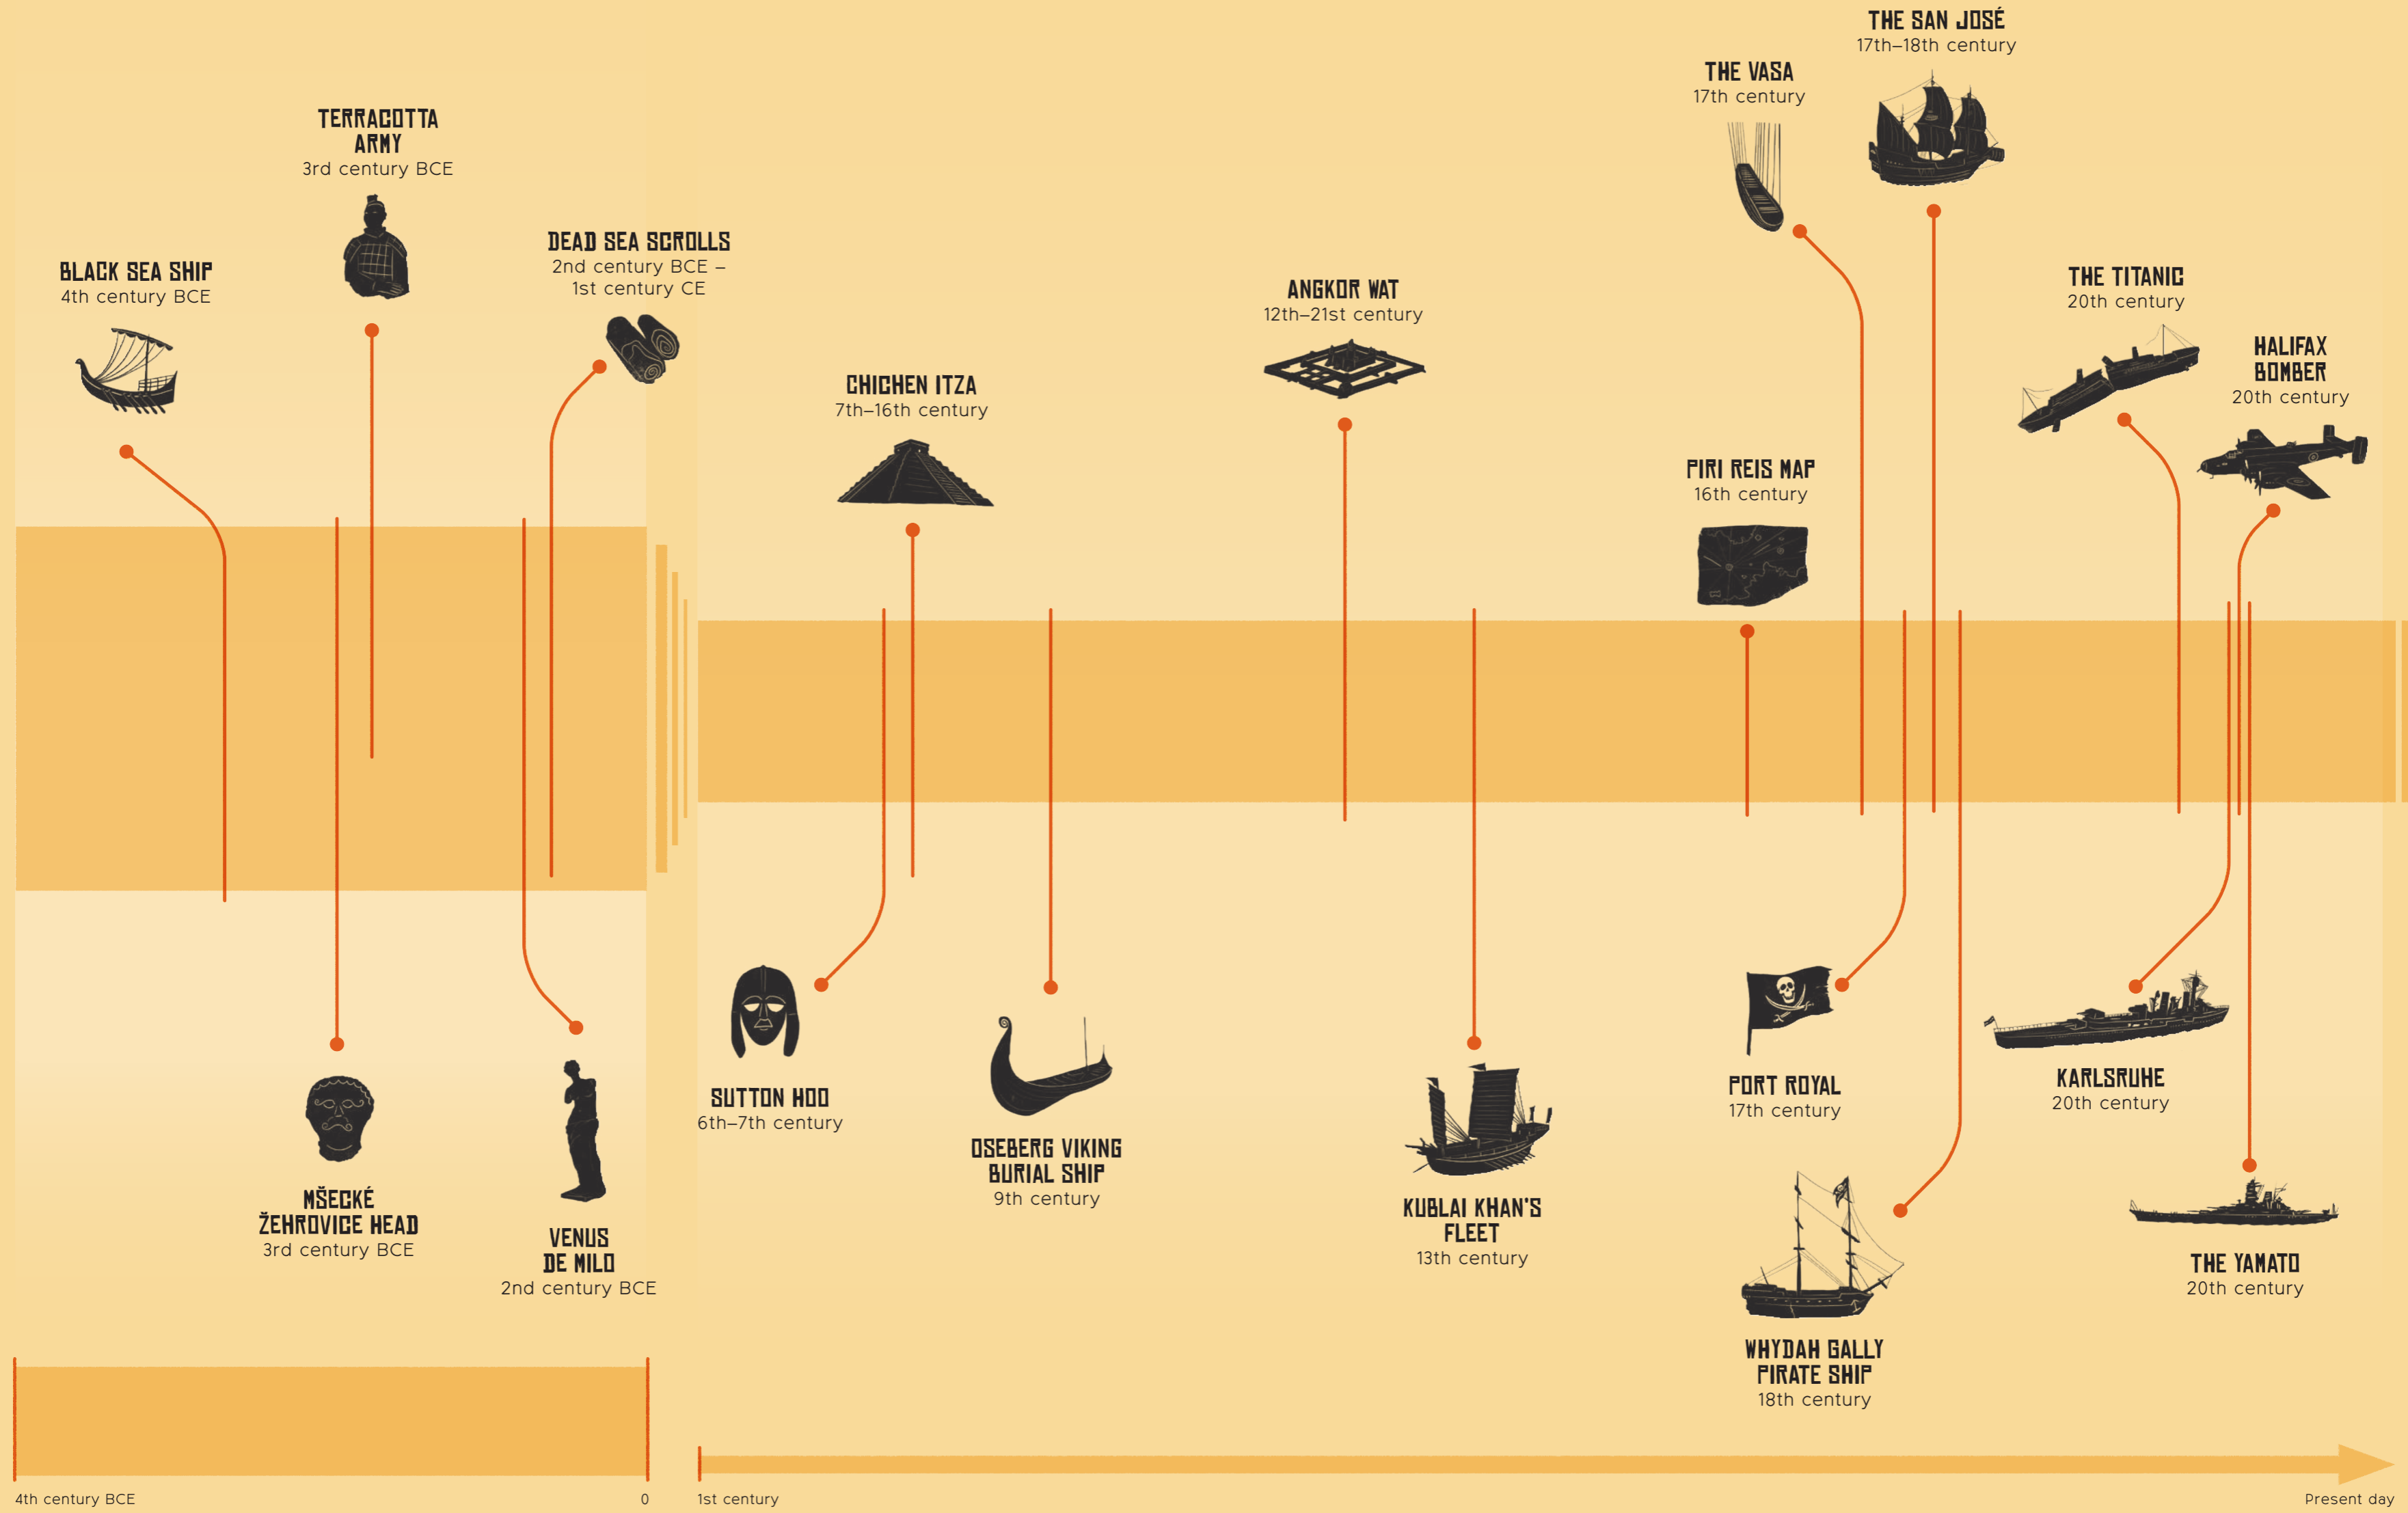 THE SAN JOSÉ
17th–18th century
THE VASA
17th century
TERRACOTTA
ARMY
3rd century BCE
DEAD SEA SCROLLS
2nd century BCE –
1st century CE
BLACK SEA SHIP
4th century BCE
ANGKOR WAT
12th–21st century
THE TITANIC
20th century
HALIFAX
BOMBER
20th century
CHICHEN ITZA
7th–16th century
PIRI REIS MAP
16th century
SUTTON HOO
6th–7th century
PORT ROYAL
17th century
KARLSRUHE
20th century
OSEBERG VIKING
BURIAL SHIP
9th century
MŠECKÉ
ŽEHROVICE HEAD
3rd century BCE
VENUS
DE MILO
2nd century BCE
KUBLAI KHAN'S
FLEET
13th century
THE YAMATO
20th century
WHYDAH GALLY
PIRATE SHIP
18th century
4th century BCE
0
1st century
Present day